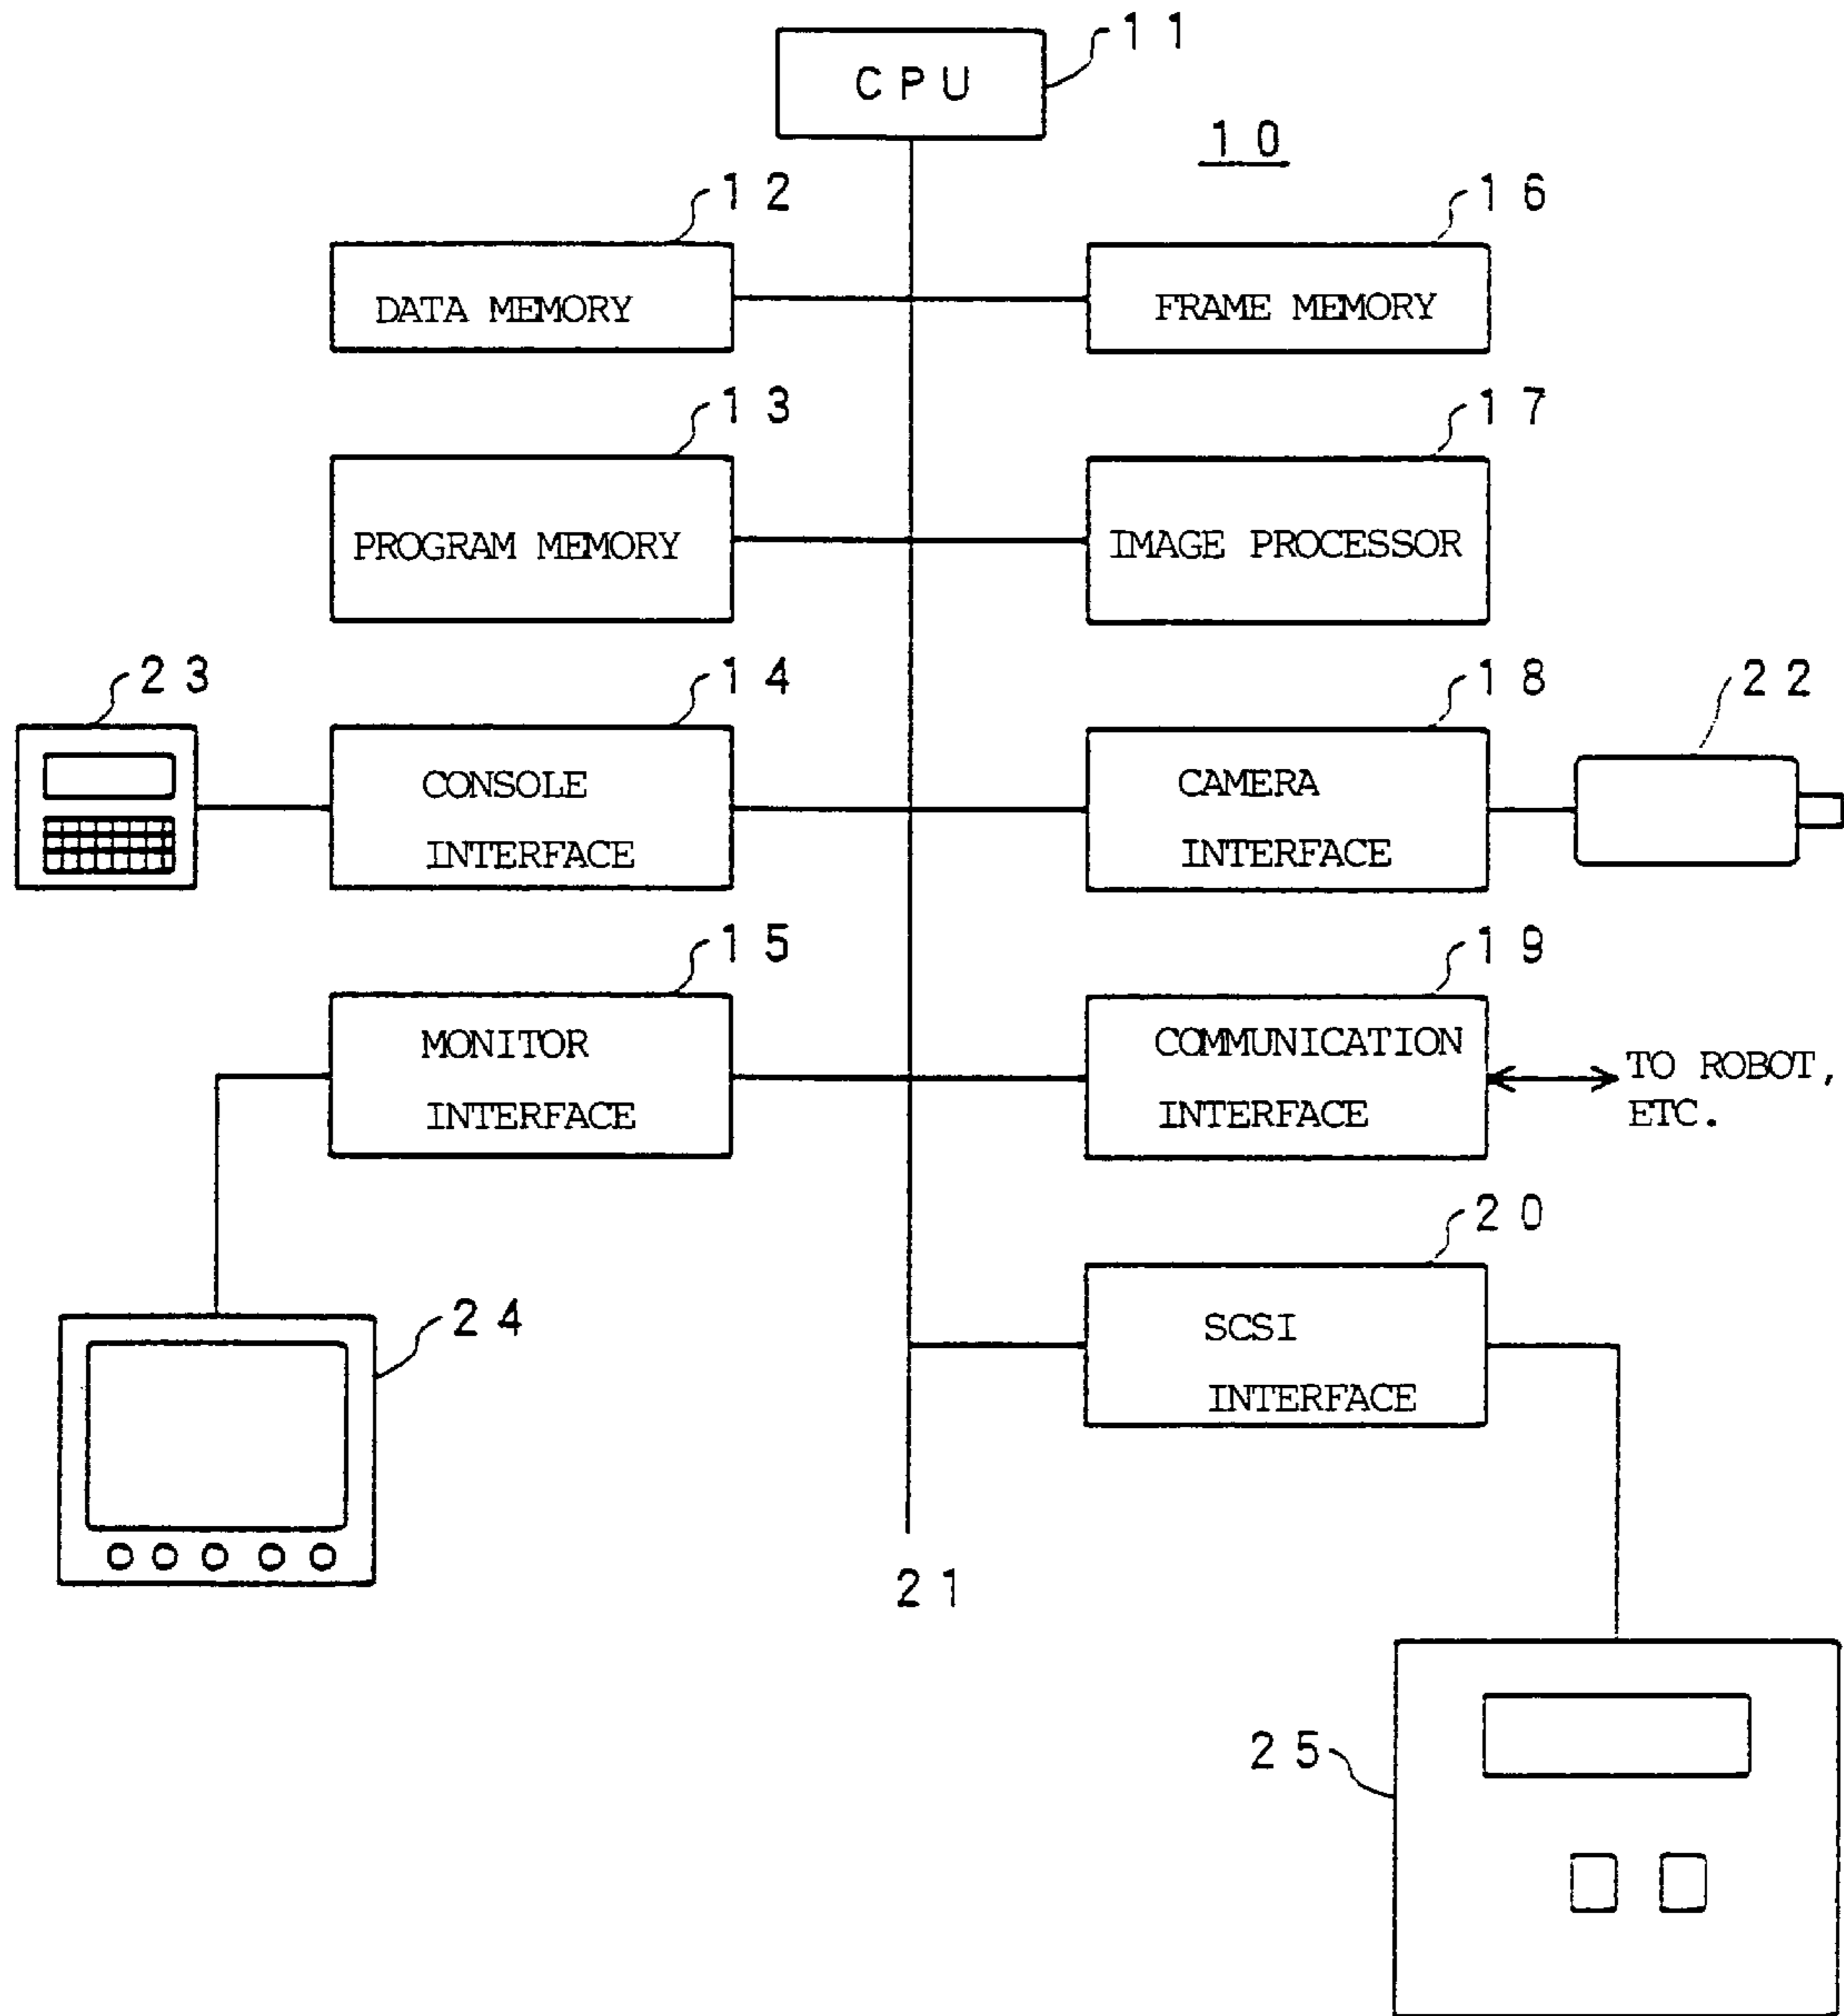 11
CPU
10
12
16
DATA MEMORY
FRAME MEMORY
13
17
PROGRAM MEMORY
IMAGE PROCESSOR
23
14
18
22
CONSOLE
INTERFACE
CAMERA
INTERFACE
15
19
MONITOR
INTERFACE
COMMUNICATION
INTERFACE
TO ROBOT,
ETC.
20
24
SCSI
INTERFACE
21
25